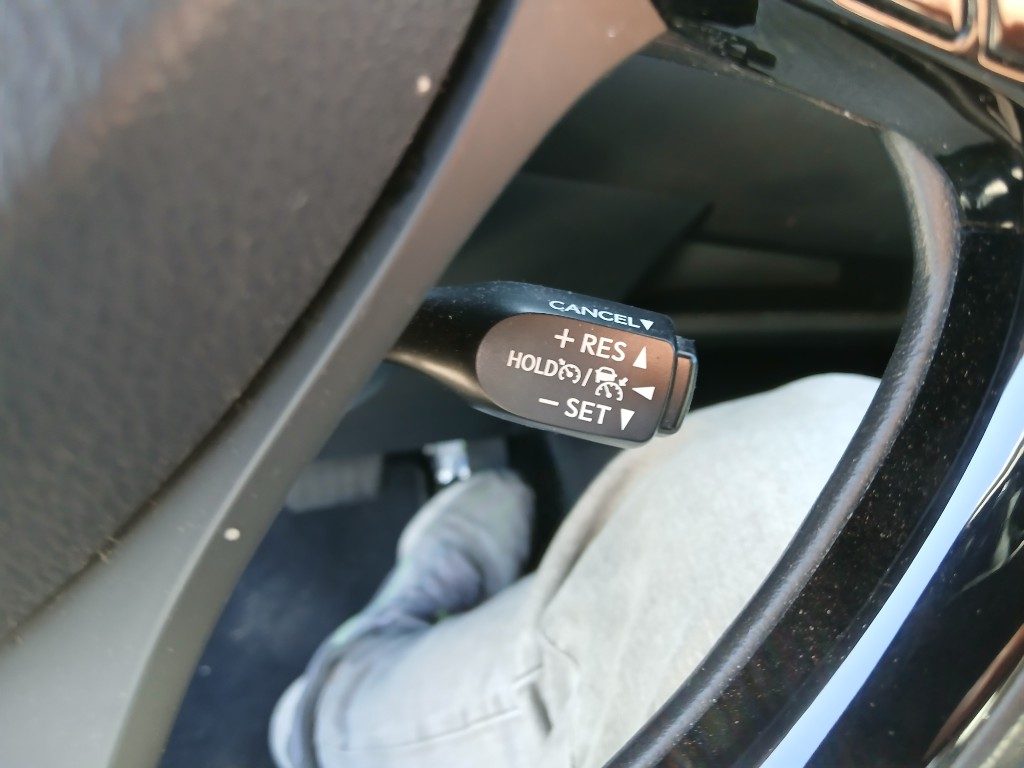 CANCEL▼
+ RES ▲
HOLD / ◀
− SET ▼